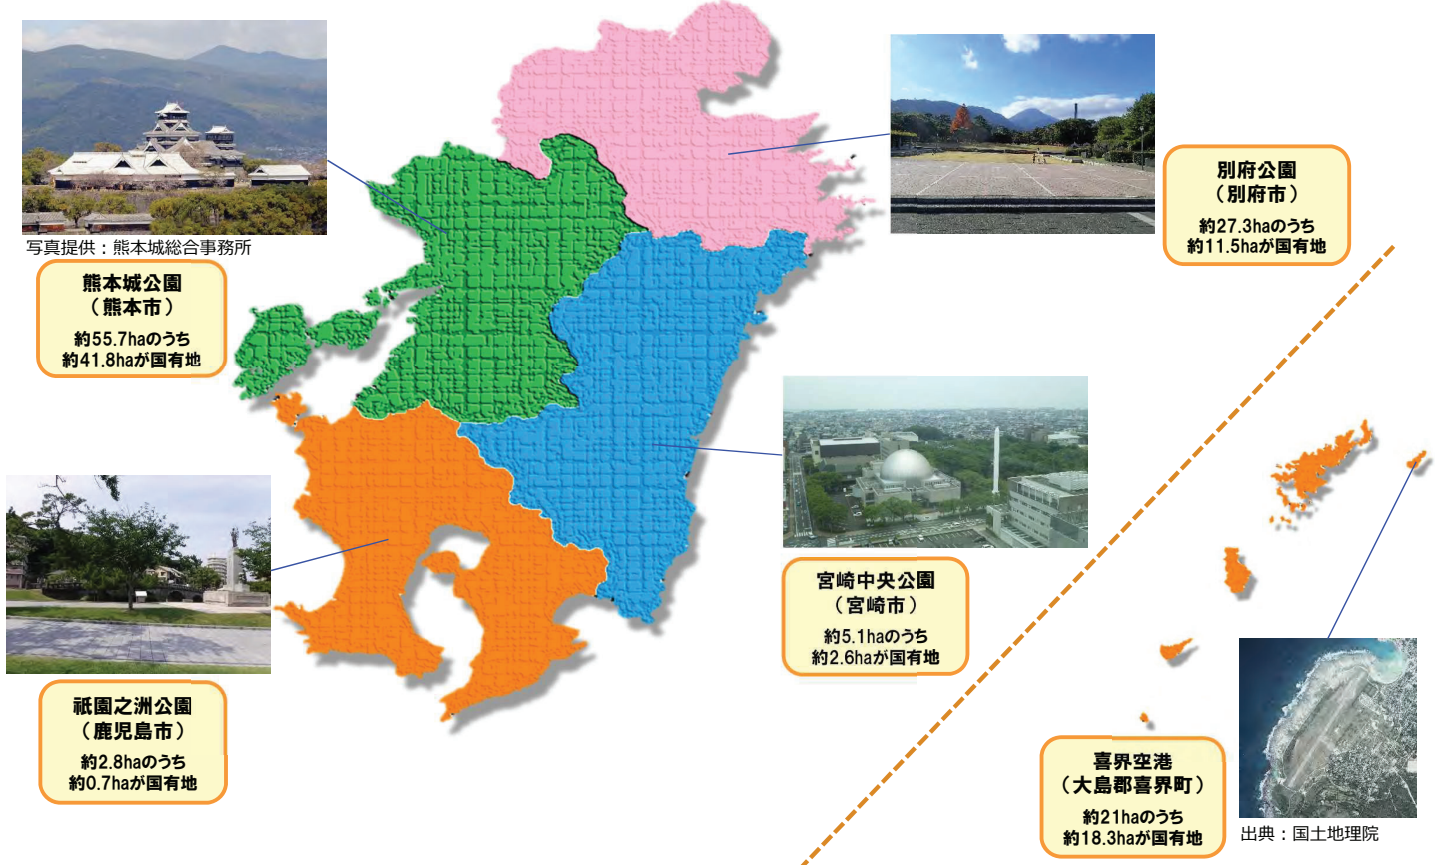 写真提供：熊本城総合事務所
熊本城公園
（熊本市）
約55.7haのうち
約41.8haが国有地
別府公園
（別府市）
約27.3haのうち
約11.5haが国有地
宮崎中央公園
（宮崎市）
約5.1haのうち
約2.6haが国有地
祇園之洲公園
（鹿児島市）
約2.8haのうち
約0.7haが国有地
喜界空港
（大島郡喜界町）
約21haのうち
約18.3haが国有地
出典：国土地理院